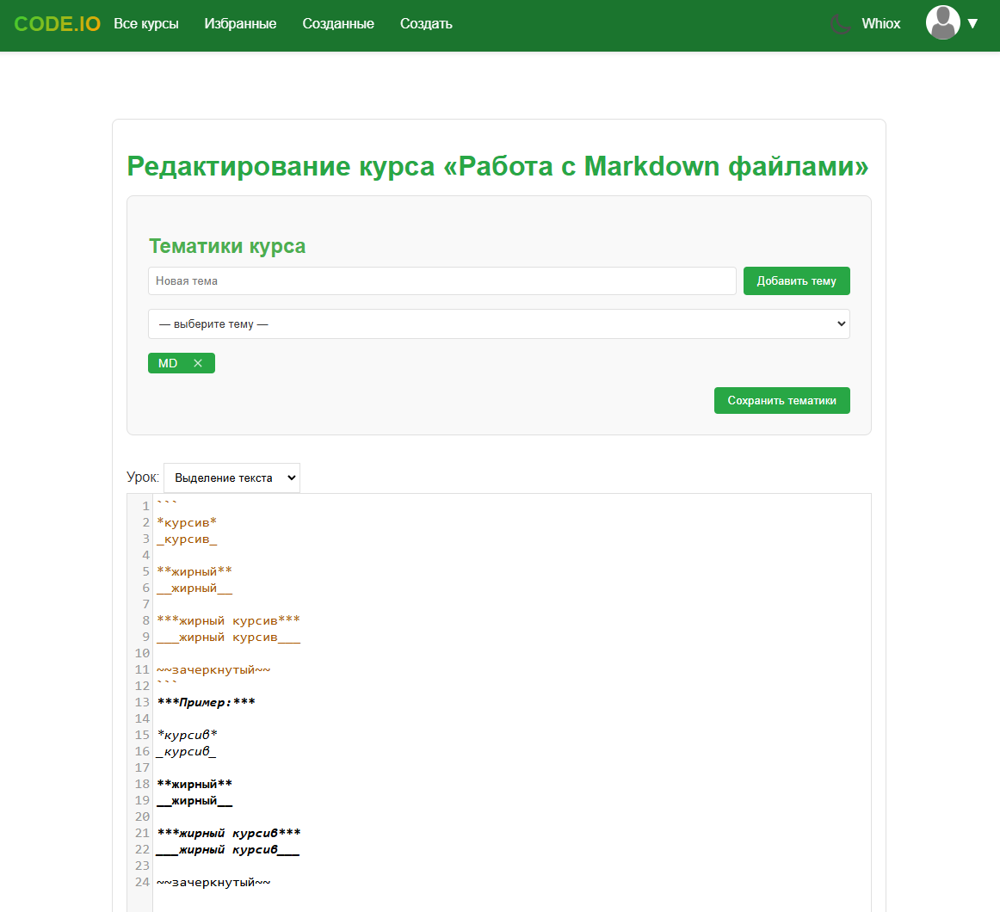 CODE.IO Все курсы Избранные Созданные Создать Whiox ▼
Редактирование курса «Работа с Markdown файлами»
Тематики курса
Новая тема Добавить тему
— выберите тему —
MD ×
Сохранить тематики
Урок: Выделение текста
1 ```
2 *курсив*
3 _курсив_
4
5 **жирный**
6 __жирный__
7
8 ***жирный курсив***
9 ___жирный курсив___
10
11 ~~зачеркнутый~~
12 ```
13 ***Пример:***
14
15 *курсив*
16 _курсив_
17
18 **жирный**
19 __жирный__
20
21 ***жирный курсив***
22 ___жирный курсив___
23
24 ~~зачеркнутый~~